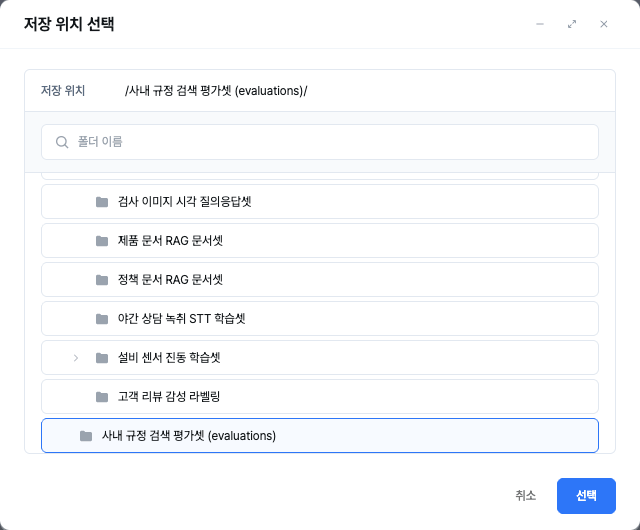 저장 위치 선택
저장 위치 /사내 규정 검색 평가셋 (evaluations)/
폴더 이름
검사 이미지 시각 질의응답셋
제품 문서 RAG 문서셋
정책 문서 RAG 문서셋
야간 상담 녹취 STT 학습셋
설비 센서 진동 학습셋
고객 리뷰 감성 라벨링
사내 규정 검색 평가셋 (evaluations)
취소 선택